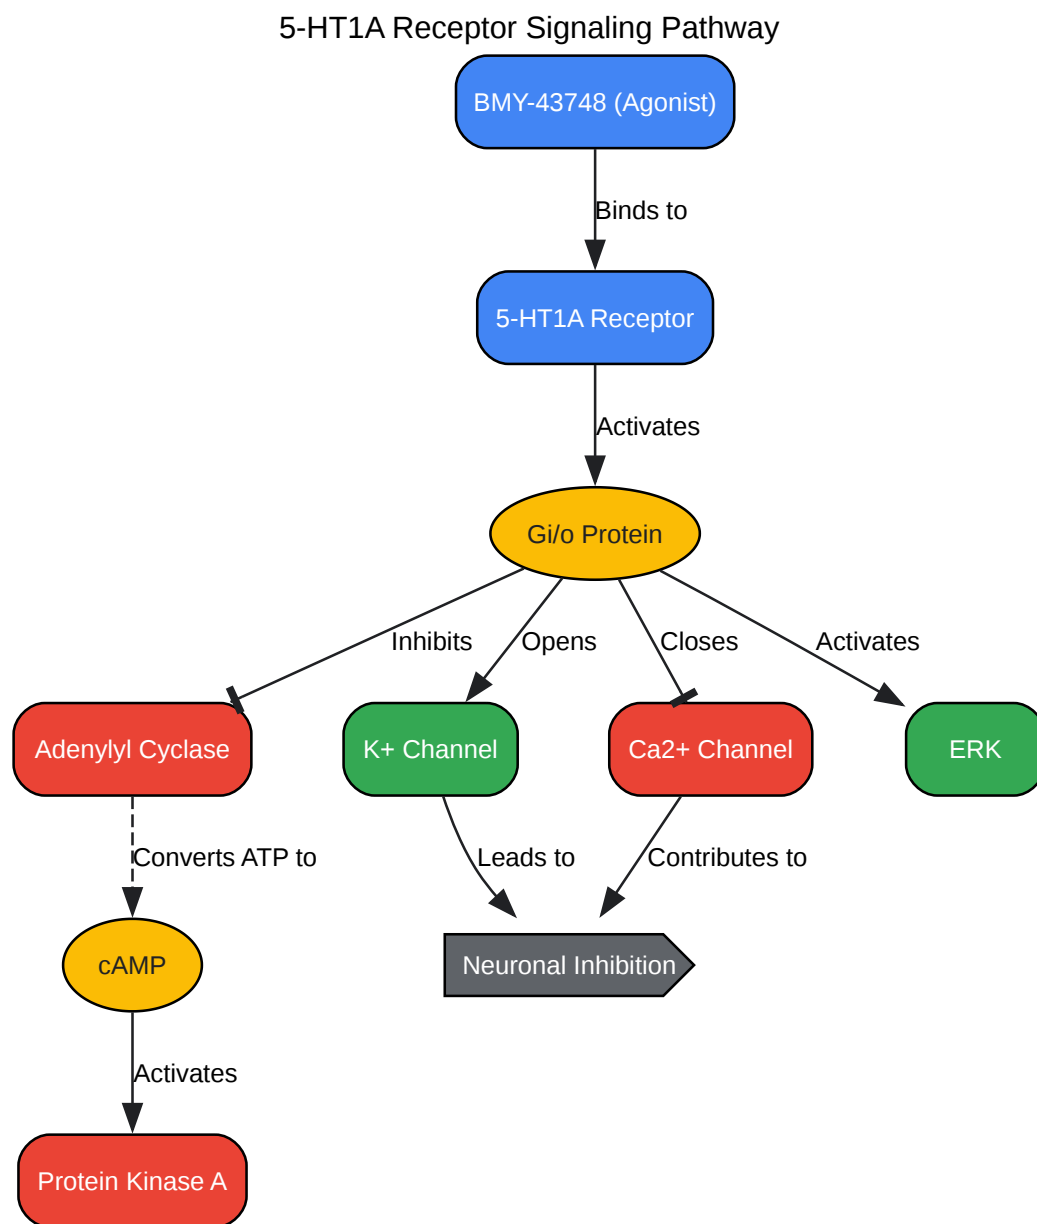 5-HT1A Receptor Signaling Pathway
BMY-43748 (Agonist)
Binds to
5-HT1A Receptor
Activates
Gi/o Protein
Inhibits
Opens
Closes
Activates
Adenylyl Cyclase
K+ Channel
Ca2+ Channel
ERK
Converts ATP to
Leads to
Contributes to
cAMP
Neuronal Inhibition
Activates
Protein Kinase A